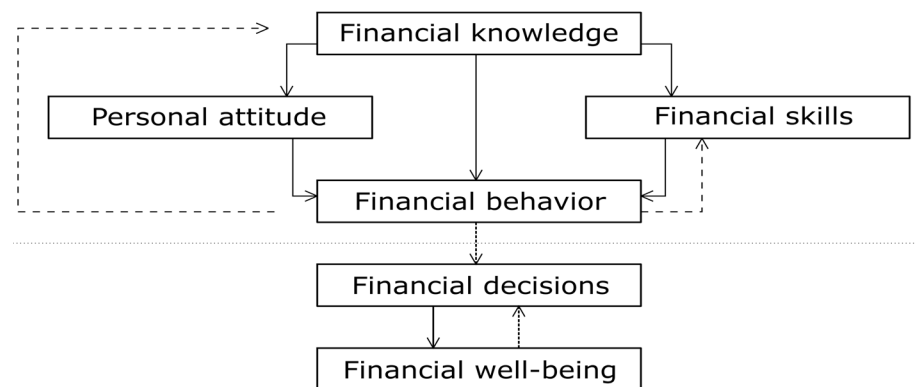 Financial knowledge
Personal attitude
Financial skills
Financial behavior
Financial decisions
Financial well-being